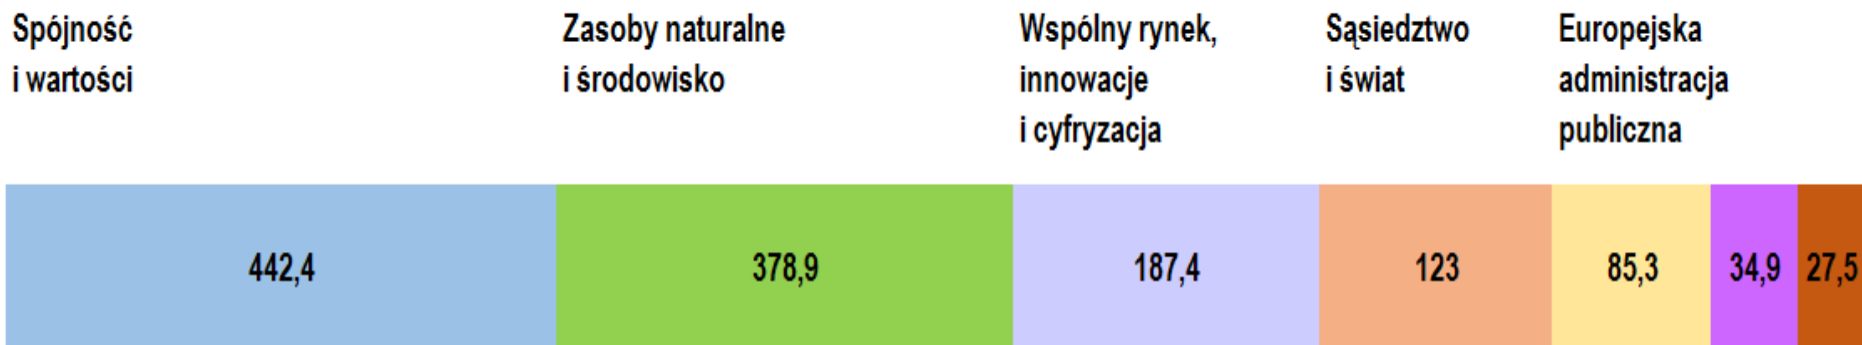 Spójność
i wartości
Zasoby naturalne
i środowisko
Wspólny rynek,
innowacje
i cyfryzacja
Sąsiedztwo
i świat
Europejska
administracja
publiczna
442,4
378,9
187,4
123
85,3
34,9
27,5